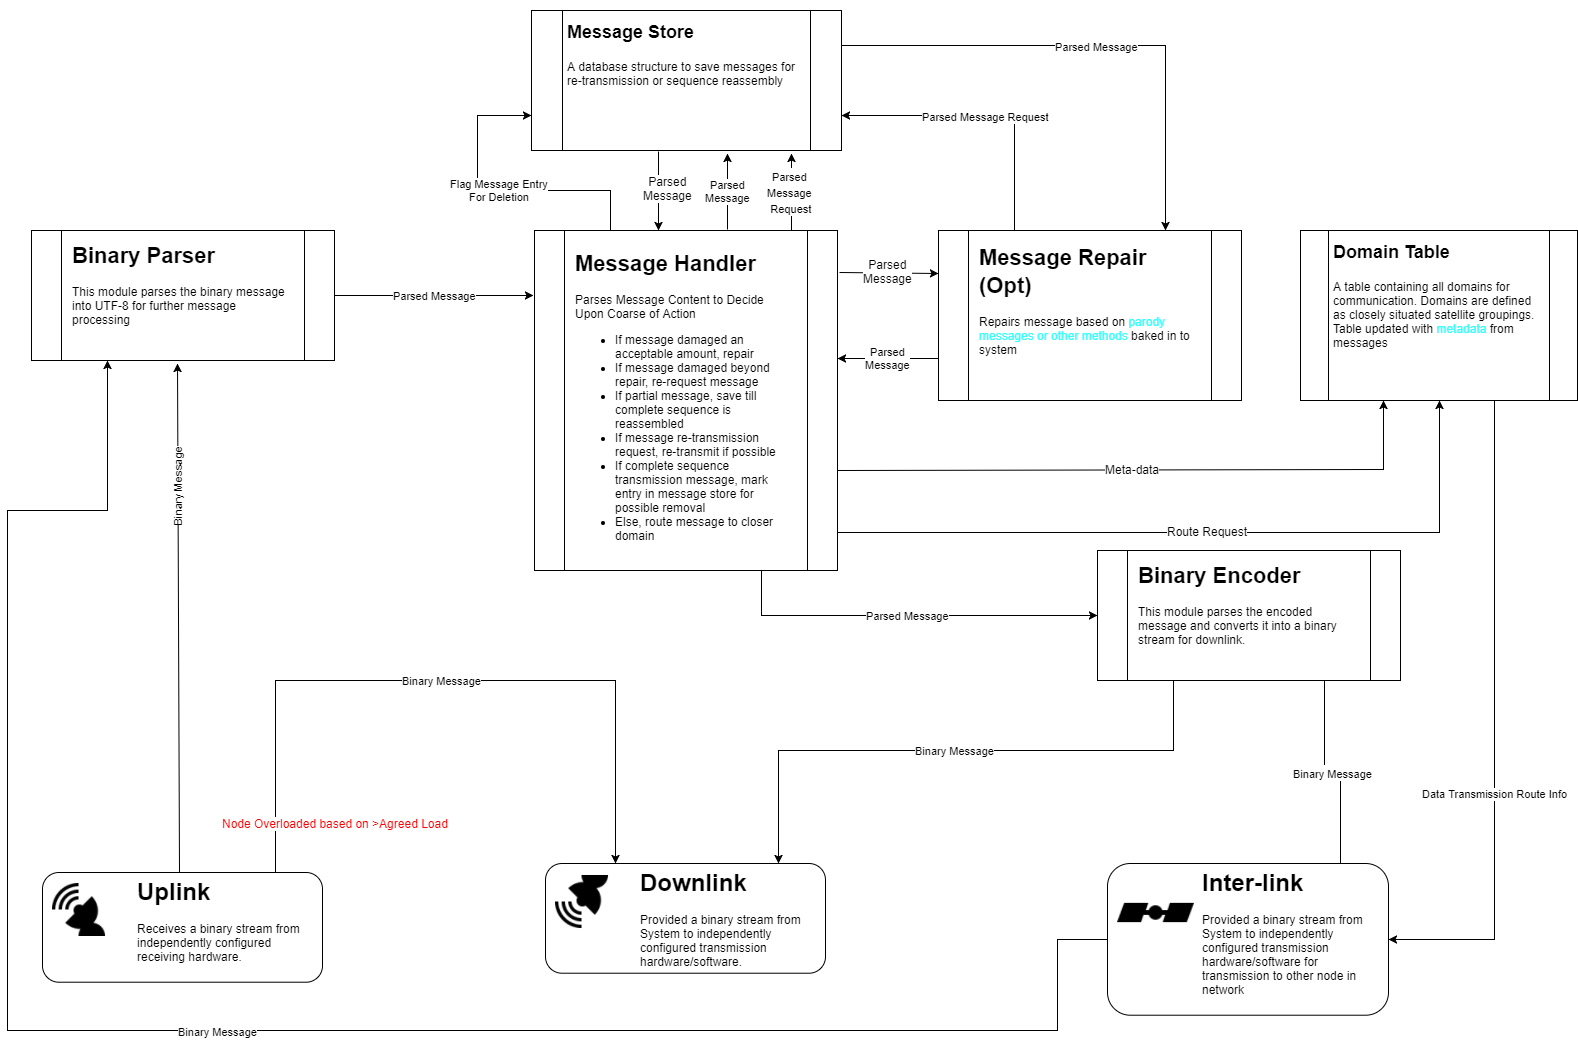 Message Store
A database structure to save messages for
re-transmission or sequence reassembly
Parsed Message
Parsed Message Request
Flag Message Entry
For Deletion
Parsed
Message
Parsed
Message
Parsed
Message
Request
Binary Parser
This module parses the binary message
into UTF-8 for further message
processing
Parsed Message
Message Handler
Parses Message Content to Decide
Upon Coarse of Action
• If message damaged an
acceptable amount, repair
• If message damaged beyond
repair, re-request message
• If partial message, save till
complete sequence is
reassembled
• If message re-transmission
request, re-transmit if possible
• If complete sequence
transmission message, mark
entry in message store for
possible removal
• Else, route message to closer
domain
Parsed
Message
Parsed
Message
Message Repair
(Opt)
Repairs message based on parody
messages or other methods baked in to
system
Domain Table
A table containing all domains for
communication. Domains are defined
as closely situated satellite groupings.
Table updated with metadata from
messages
Meta-data
Route Request
Binary Message
Parsed Message
Binary Encoder
This module parses the encoded
message and converts it into a binary
stream for downlink.
Binary Message
Binary Message
Binary Message
Data Transmission Route Info
Node Overloaded based on >Agreed Load
Uplink
Receives a binary stream from
independently configured
receiving hardware.
Downlink
Provided a binary stream from
System to independently
configured transmission
hardware/software.
Inter-link
Provided a binary stream from
System to independently
configured transmission
hardware/software for
transmission to other node in
network
Binary Message